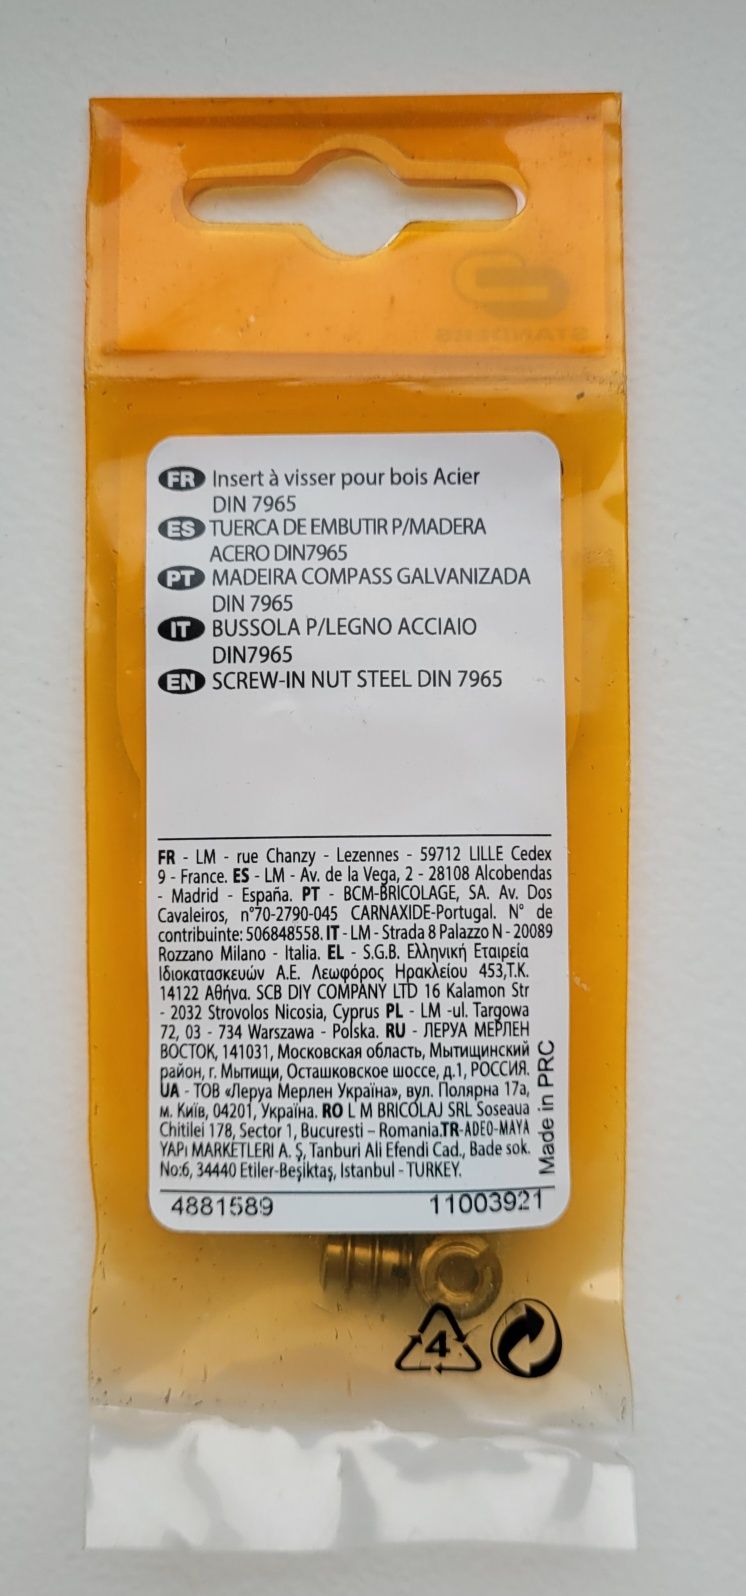 STANDERS
FR Insert à visser pour bois Acier
DIN 7965
ES TUERCA DE EMBUTIR P/MADERA
ACERO DIN7965
PT MADEIRA COMPASS GALVANIZADA
DIN 7965
IT BUSSOLA P/LEGNO ACCIAIO
DIN7965
EN SCREW-IN NUT STEEL DIN 7965
FR - LM - rue Chanzy - Lezennes - 59712 LILLE Cedex
9 - France. ES - LM - Av. de la Vega, 2 - 28108 Alcobendas
- Madrid - España. PT - BCM-BRICOLAGE, SA. Av. Dos
Cavaleiros, n°70-2790-045 CARNAXIDE-Portugal. N° de
contribuinte: 506848558. IT - LM - Strada 8 Palazzo N - 20089
Rozzano Milano - Italia. EL - S.G.B. Ελληνική Εταιρεία
Ιδιοκατασκευών Α.Ε. Λεωφόρος Ηρακλείου 453,Τ.Κ.
14122 Αθήνα. SCB DIY COMPANY LTD 16 Kalamon Str
- 2032 Strovolos Nicosia, Cyprus PL - LM -ul. Targowa
72, 03 - 734 Warszawa - Polska. RU - ЛЕРУА МЕРЛЕН
ВОСТОК, 141031, Московская область, Мытищинский
район, г. Мытищи, Осташковское шоссе, д.1, РОССИЯ.
UA - ТОВ «Леруа Мерлен Україна», вул. Полярна 17а,
м. Київ, 04201, Україна. RO L M BRICOLAJ SRL Soseaua
Chitilei 178, Sector 1, Bucuresti – Romania.TR-ADEO-MAYA
YAPı MARKETLERI A. Ş, Tanburi Ali Efendi Cad., Bade sok.
No:6, 34440 Etiler-Beşiktaş, Istanbul - TURKEY.
Made in PRC
4881589 11003921
4